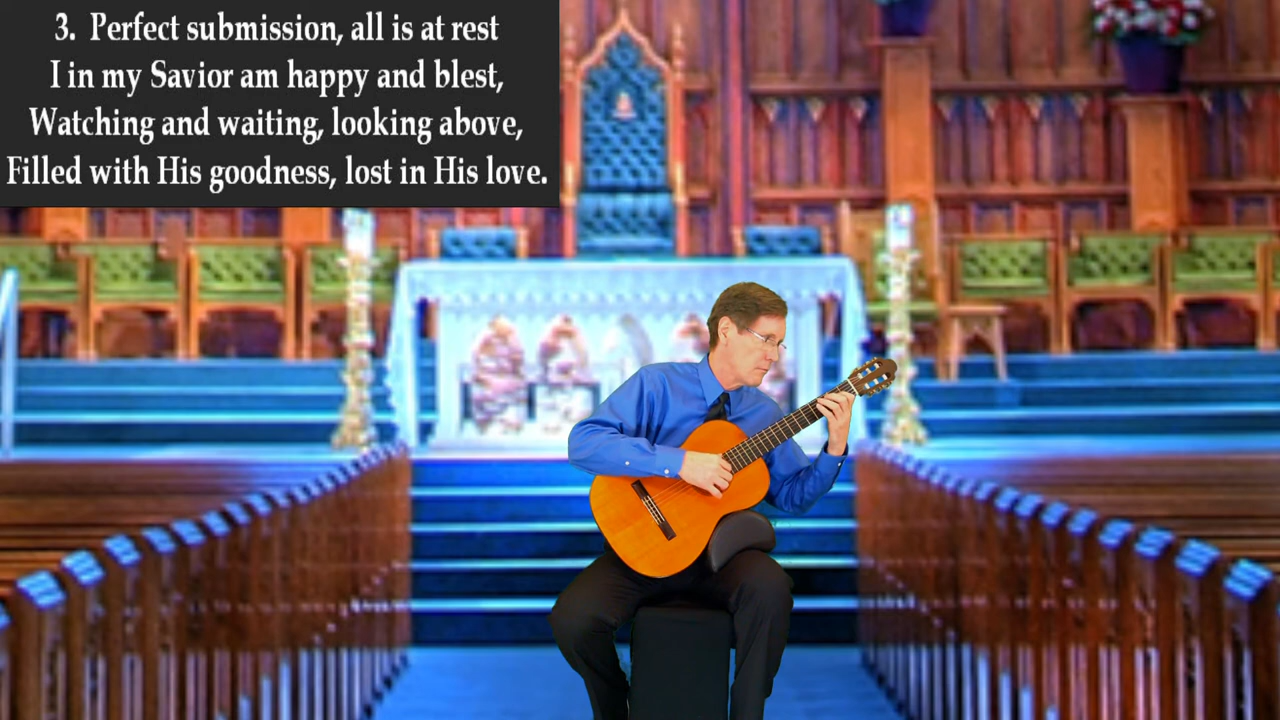 3. Perfect submission, all is at rest
I in my Savior am happy and blest,
Watching and waiting, looking above,
Filled with His goodness, lost in His love.